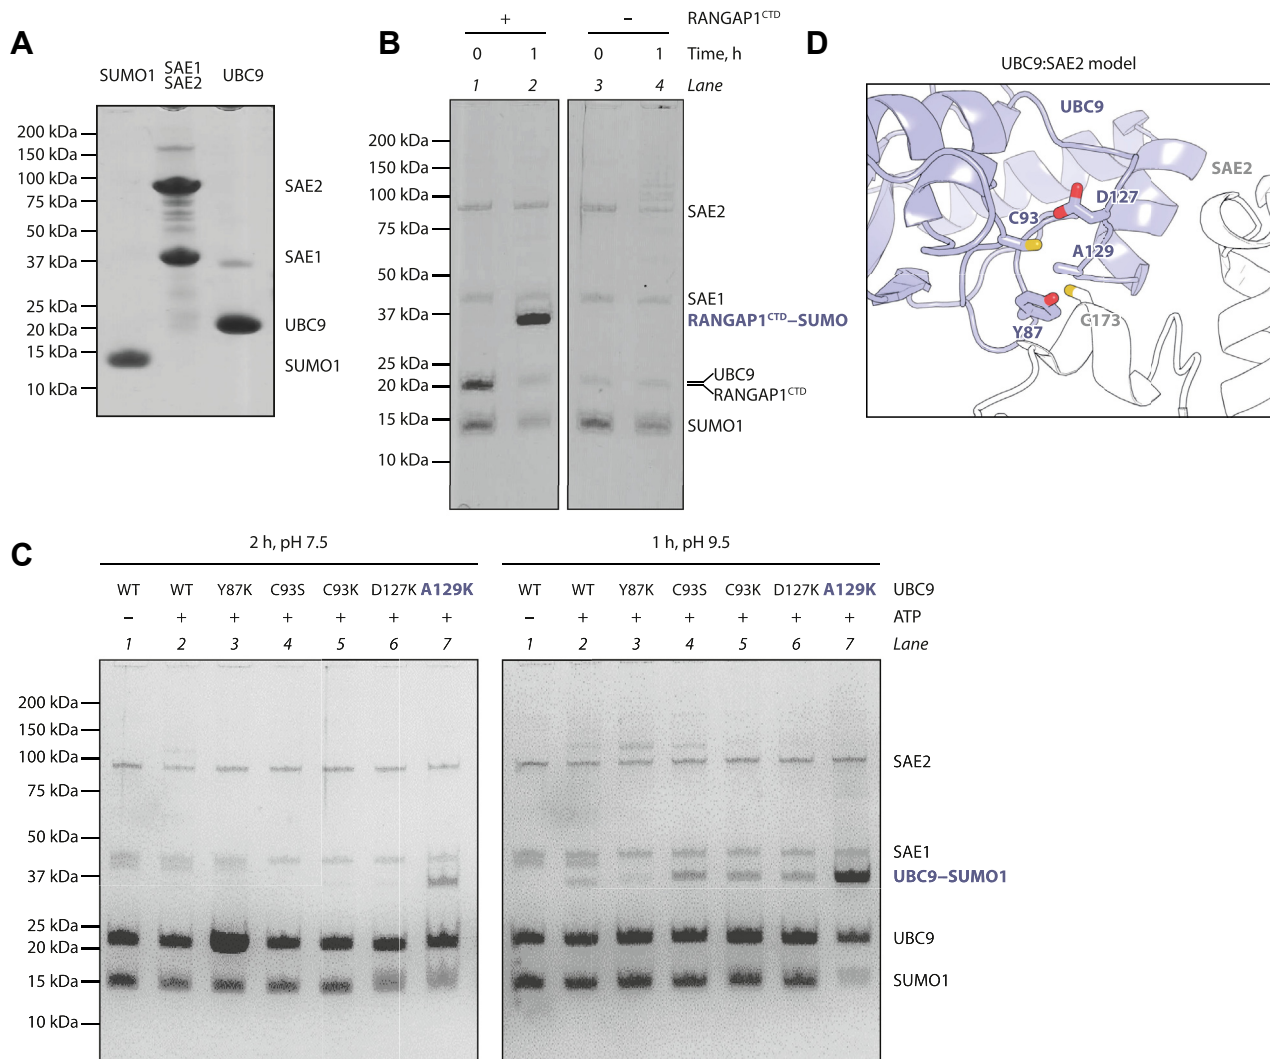 A
SUMO1 SAE1 SAE2 UBC9
200 kDa
150 kDa
100 kDa
75 kDa
50 kDa
37 kDa
25 kDa
20 kDa
15 kDa
10 kDa
SAE2
SAE1
UBC9
SUMO1
B
+ – RANGAP1CTD
0 1 0 1 Time, h
1 2 3 4 Lane
200 kDa
150 kDa
100 kDa
75 kDa
50 kDa
37 kDa
25 kDa
20 kDa
15 kDa
10 kDa
SAE2
SAE1
RANGAP1CTD–SUMO
UBC9
RANGAP1CTD
SUMO1
D
UBC9:SAE2 model
UBC9
SAE2
D127
C93
A129
C173
Y87
C
2 h, pH 7.5 1 h, pH 9.5
WT WT Y87K C93S C93K D127K A129K WT WT Y87K C93S C93K D127K A129K UBC9
– + + + + + + – + + + + + + ATP
1 2 3 4 5 6 7 1 2 3 4 5 6 7 Lane
200 kDa
150 kDa
100 kDa
75 kDa
50 kDa
37 kDa
25 kDa
20 kDa
15 kDa
10 kDa
SAE2
SAE1
UBC9–SUMO1
UBC9
SUMO1